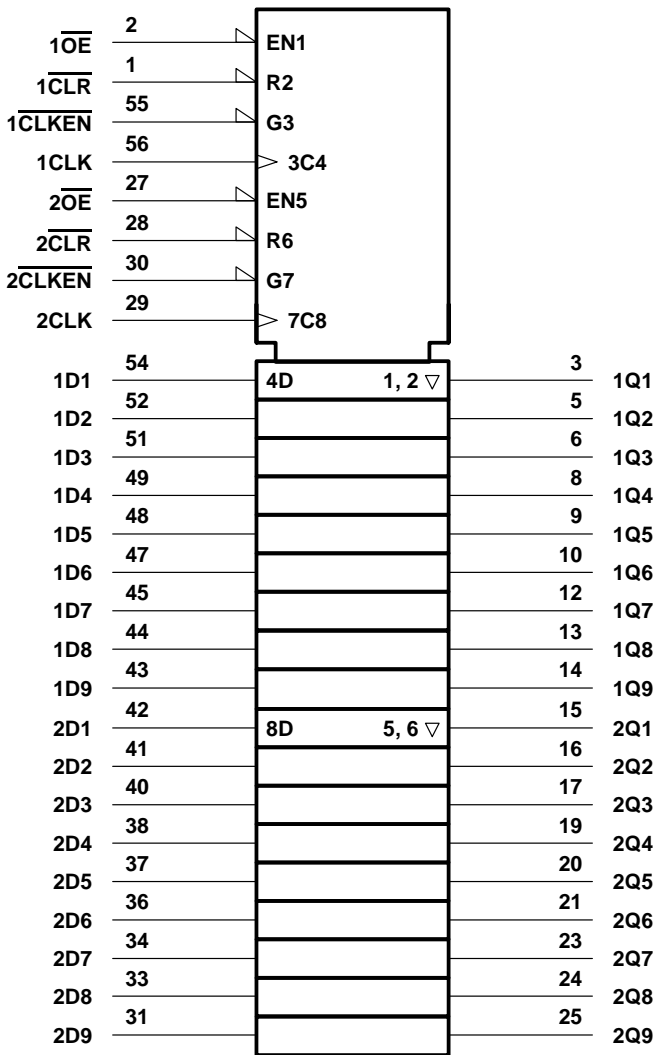 1OE 2 EN1
1CLR 1 R2
1CLKEN 55 G3
1CLK 56 3C4
2OE 27 EN5
2CLR 28 R6
2CLKEN 30 G7
2CLK 29 7C8
1D1 54 4D 1, 2 ▽ 3 1Q1
1D2 52 5 1Q2
1D3 51 6 1Q3
1D4 49 8 1Q4
1D5 48 9 1Q5
1D6 47 10 1Q6
1D7 45 12 1Q7
1D8 44 13 1Q8
1D9 43 14 1Q9
2D1 42 8D 5, 6 ▽ 15 2Q1
2D2 41 16 2Q2
2D3 40 17 2Q3
2D4 38 19 2Q4
2D5 37 20 2Q5
2D6 36 21 2Q6
2D7 34 23 2Q7
2D8 33 24 2Q8
2D9 31 25 2Q9